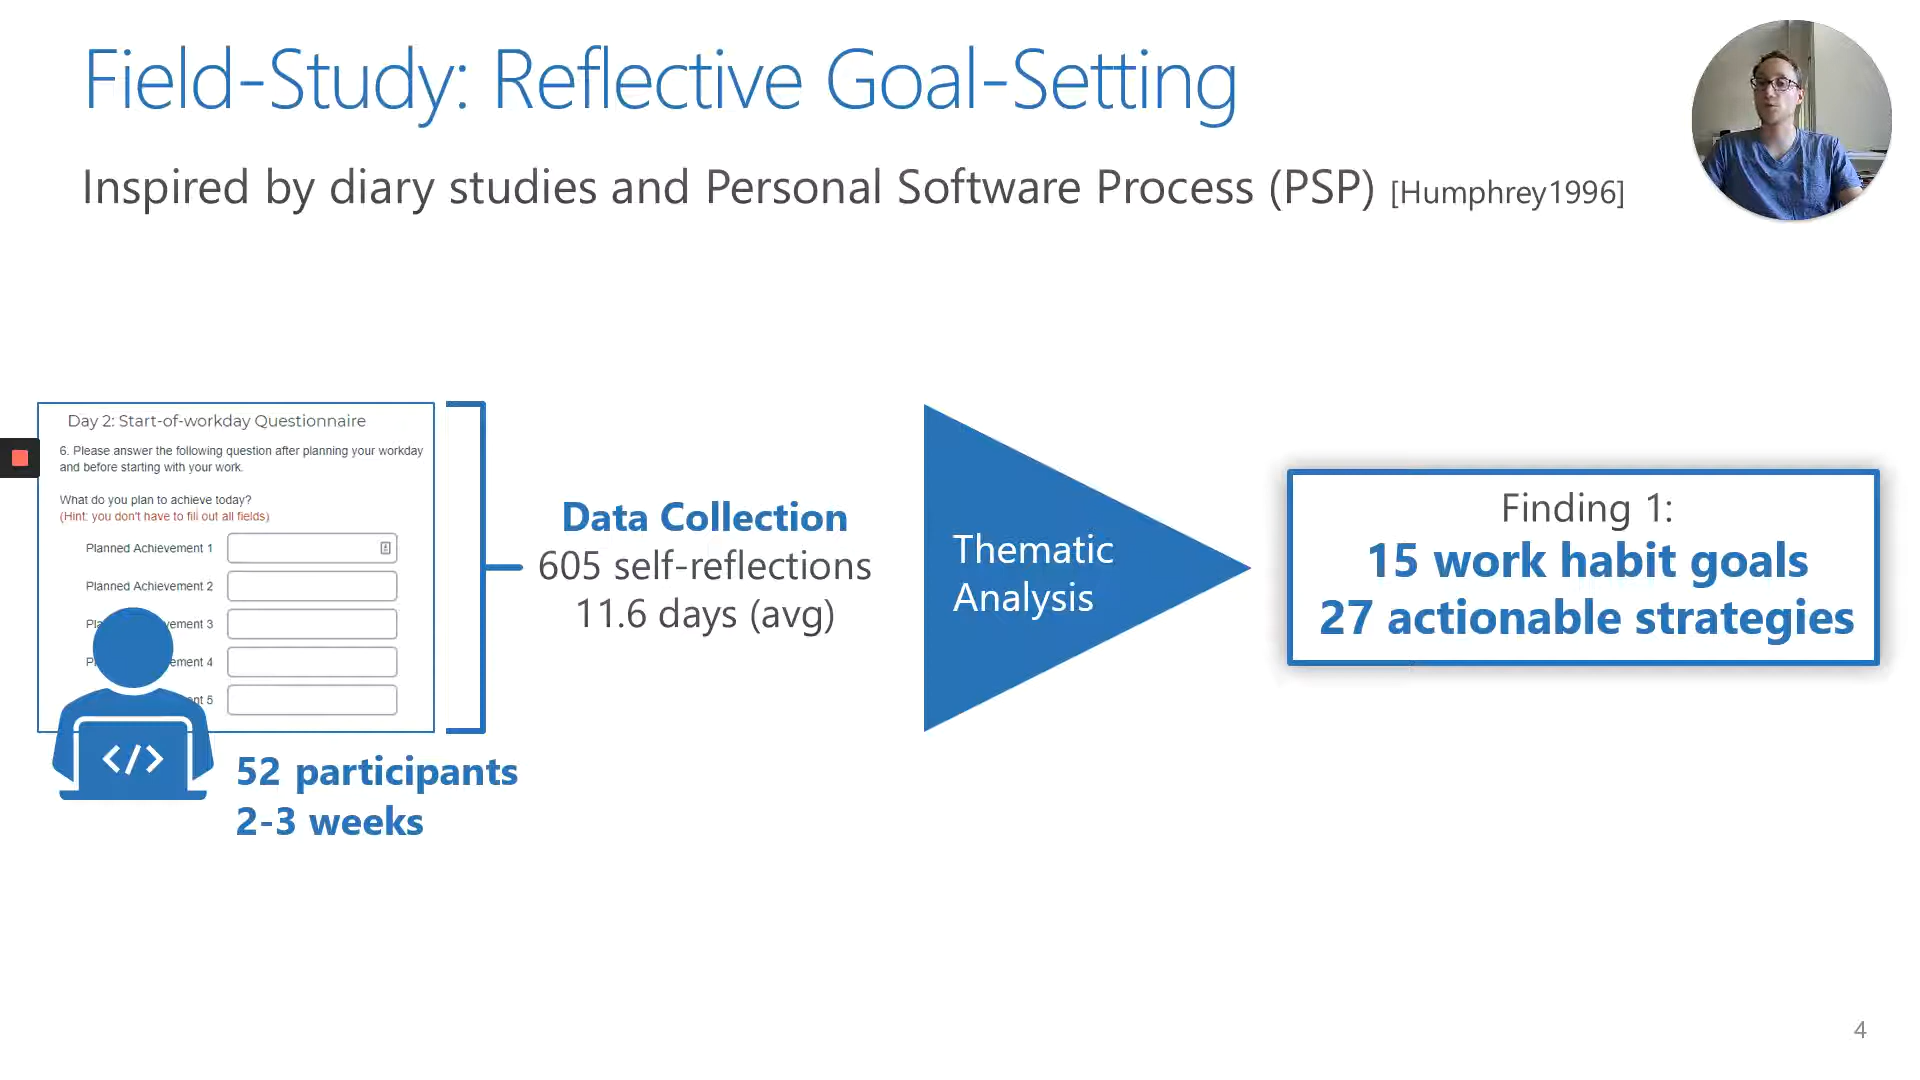 Field-Study: Reflective Goal-Setting
Inspired by diary studies and Personal Software Process (PSP) [Humphrey1996]
Day 2: Start-of-workday Questionnaire
6. Please answer the following question after planning your workday
and before starting with your work.
What do you plan to achieve today?
(Hint: you don't have to fill out all fields)
Planned Achievement 1
Planned Achievement 2
3
4
5
</>
52 participants
2-3 weeks
Data Collection
605 self-reflections
11.6 days (avg)
Thematic
Analysis
Finding 1:
15 work habit goals
27 actionable strategies
4